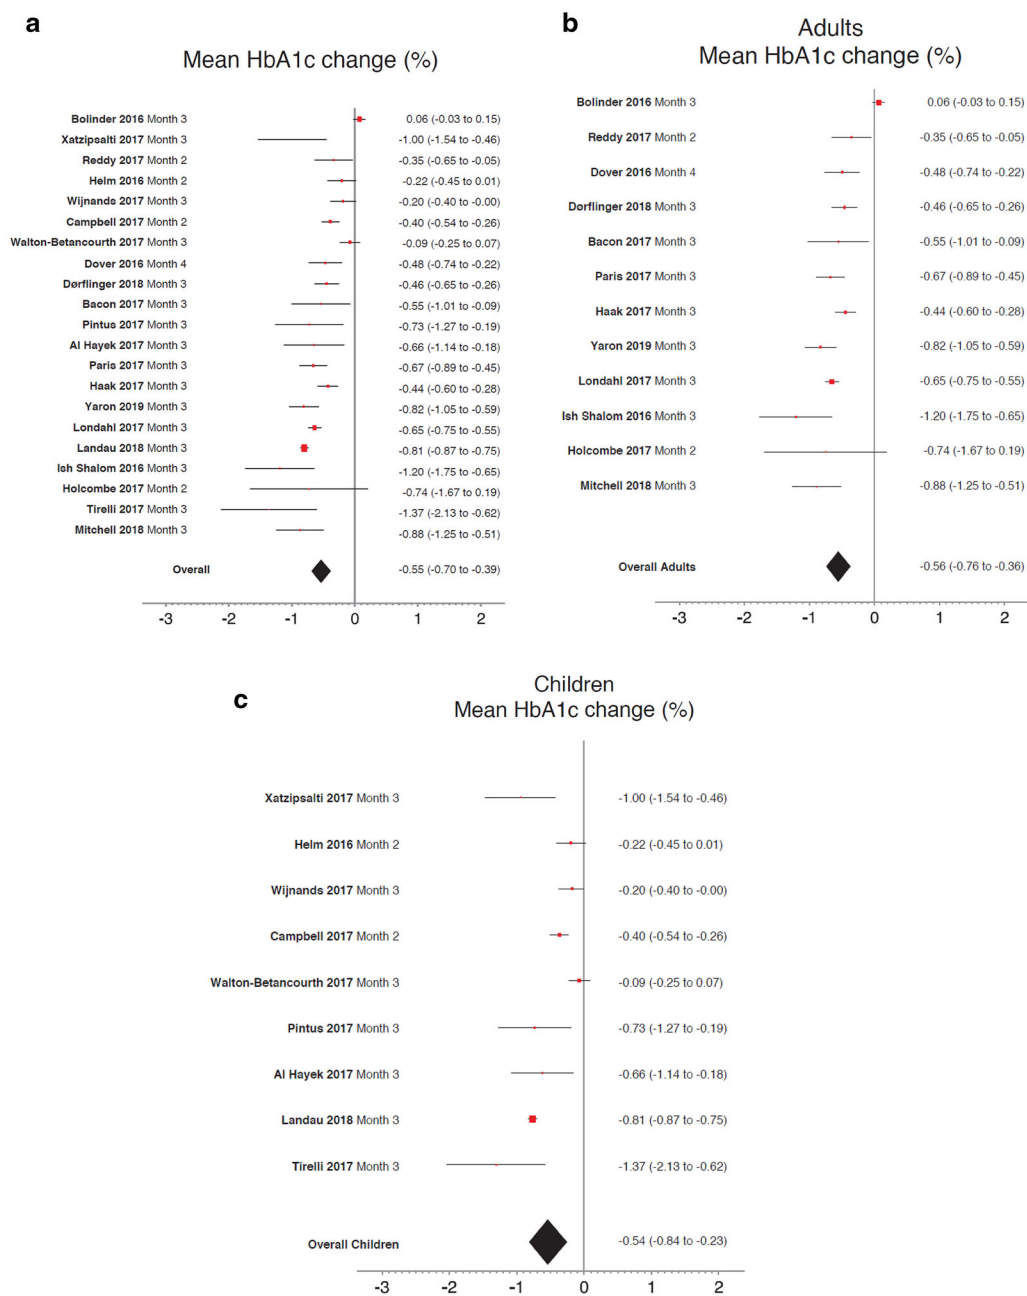 a
Mean HbA1c change (%)
Bolinder 2016 Month 3 0.06 (-0.03 to 0.15)
Xatzipsalti 2017 Month 3 -1.00 (-1.54 to -0.46)
Reddy 2017 Month 2 -0.35 (-0.65 to -0.05)
Helm 2016 Month 2 -0.22 (-0.45 to 0.01)
Wijnands 2017 Month 3 -0.20 (-0.40 to -0.00)
Campbell 2017 Month 2 -0.40 (-0.54 to -0.26)
Walton-Betancourth 2017 Month 3 -0.09 (-0.25 to 0.07)
Dover 2016 Month 4 -0.48 (-0.74 to -0.22)
Dørflinger 2018 Month 3 -0.46 (-0.65 to -0.26)
Bacon 2017 Month 3 -0.55 (-1.01 to -0.09)
Pintus 2017 Month 3 -0.73 (-1.27 to -0.19)
Al Hayek 2017 Month 3 -0.66 (-1.14 to -0.18)
Paris 2017 Month 3 -0.67 (-0.89 to -0.45)
Haak 2017 Month 3 -0.44 (-0.60 to -0.28)
Yaron 2019 Month 3 -0.82 (-1.05 to -0.59)
Londahl 2017 Month 3 -0.65 (-0.75 to -0.55)
Landau 2018 Month 3 -0.81 (-0.87 to -0.75)
Ish Shalom 2016 Month 3 -1.20 (-1.75 to -0.65)
Holcombe 2017 Month 2 -0.74 (-1.67 to 0.19)
Tirelli 2017 Month 3 -1.37 (-2.13 to -0.62)
Mitchell 2018 Month 3 -0.88 (-1.25 to -0.51)
Overall -0.55 (-0.70 to -0.39)
-3 -2 -1 0 1 2
b
Adults
Mean HbA1c change (%)
Bolinder 2016 Month 3 0.06 (-0.03 to 0.15)
Reddy 2017 Month 2 -0.35 (-0.65 to -0.05)
Dover 2016 Month 4 -0.48 (-0.74 to -0.22)
Dørflinger 2018 Month 3 -0.46 (-0.65 to -0.26)
Bacon 2017 Month 3 -0.55 (-1.01 to -0.09)
Paris 2017 Month 3 -0.67 (-0.89 to -0.45)
Haak 2017 Month 3 -0.44 (-0.60 to -0.28)
Yaron 2019 Month 3 -0.82 (-1.05 to -0.59)
Londahl 2017 Month 3 -0.65 (-0.75 to -0.55)
Ish Shalom 2016 Month 3 -1.20 (-1.75 to -0.65)
Holcombe 2017 Month 2 -0.74 (-1.67 to 0.19)
Mitchell 2018 Month 3 -0.88 (-1.25 to -0.51)
Overall Adults -0.56 (-0.76 to -0.36)
-3 -2 -1 0 1 2
c
Children
Mean HbA1c change (%)
Xatzipsalti 2017 Month 3 -1.00 (-1.54 to -0.46)
Helm 2016 Month 2 -0.22 (-0.45 to 0.01)
Wijnands 2017 Month 3 -0.20 (-0.40 to -0.00)
Campbell 2017 Month 2 -0.40 (-0.54 to -0.26)
Walton-Betancourth 2017 Month 3 -0.09 (-0.25 to 0.07)
Pintus 2017 Month 3 -0.73 (-1.27 to -0.19)
Al Hayek 2017 Month 3 -0.66 (-1.14 to -0.18)
Landau 2018 Month 3 -0.81 (-0.87 to -0.75)
Tirelli 2017 Month 3 -1.37 (-2.13 to -0.62)
Overall Children -0.54 (-0.84 to -0.23)
-3 -2 -1 0 1 2